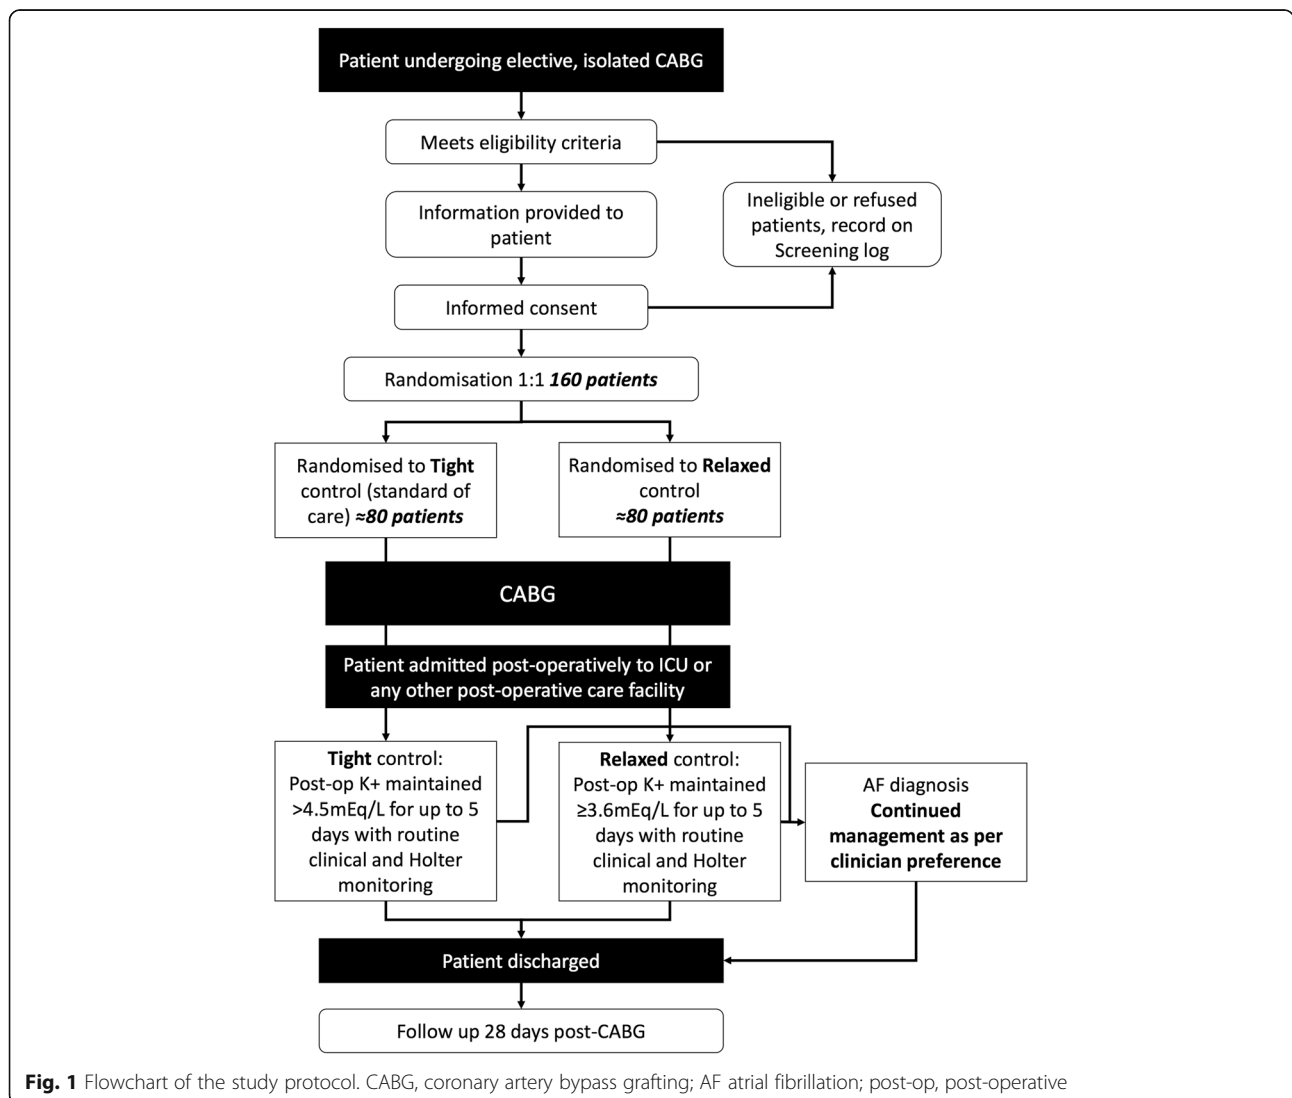 Patient undergoing elective, isolated CABG
Meets eligibility criteria
Information provided to
patient
Ineligible or refused
patients, record on
Screening log
Informed consent
Randomisation 1:1 160 patients
Randomised to Tight
control (standard of
care) ≈80 patients
Randomised to Relaxed
control
≈80 patients
CABG
Patient admitted post-operatively to ICU or
any other post-operative care facility
Tight control:
Post-op K+ maintained
>4.5mEq/L for up to 5
days with routine
clinical and Holter
monitoring
Relaxed control:
Post-op K+ maintained
≥3.6mEq/L for up to 5
days with routine
clinical and Holter
monitoring
AF diagnosis
Continued
management as per
clinician preference
Patient discharged
Follow up 28 days post-CABG
Fig. 1 Flowchart of the study protocol. CABG, coronary artery bypass grafting; AF atrial fibrillation; post-op, post-operative